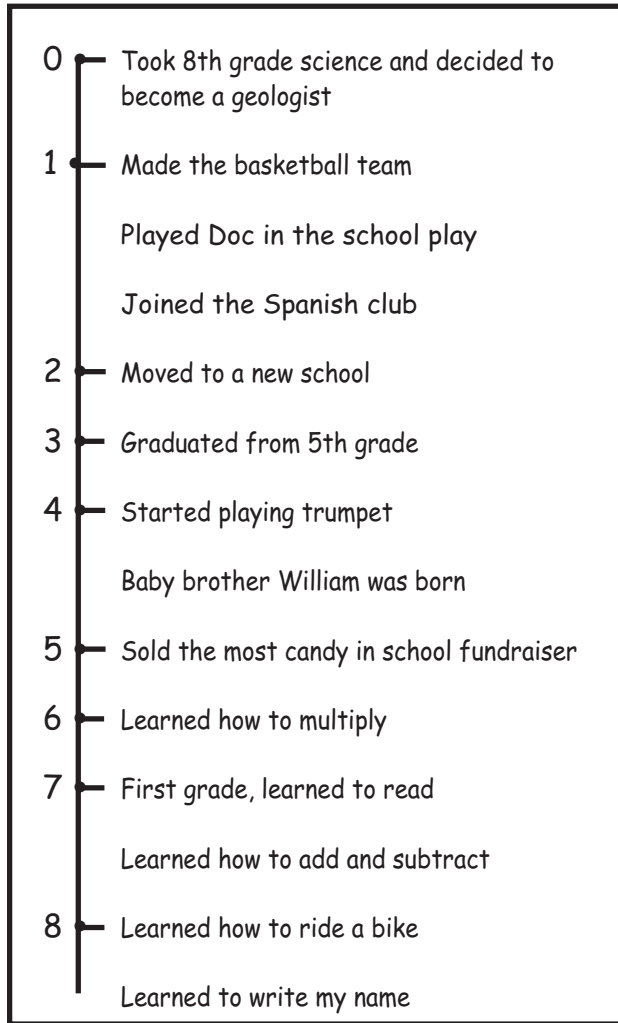 0 Took 8th grade science and decided to
become a geologist
1 Made the basketball team
Played Doc in the school play
Joined the Spanish club
2 Moved to a new school
3 Graduated from 5th grade
4 Started playing trumpet
Baby brother William was born
5 Sold the most candy in school fundraiser
6 Learned how to multiply
7 First grade, learned to read
Learned how to add and subtract
8 Learned how to ride a bike
Learned to write my name